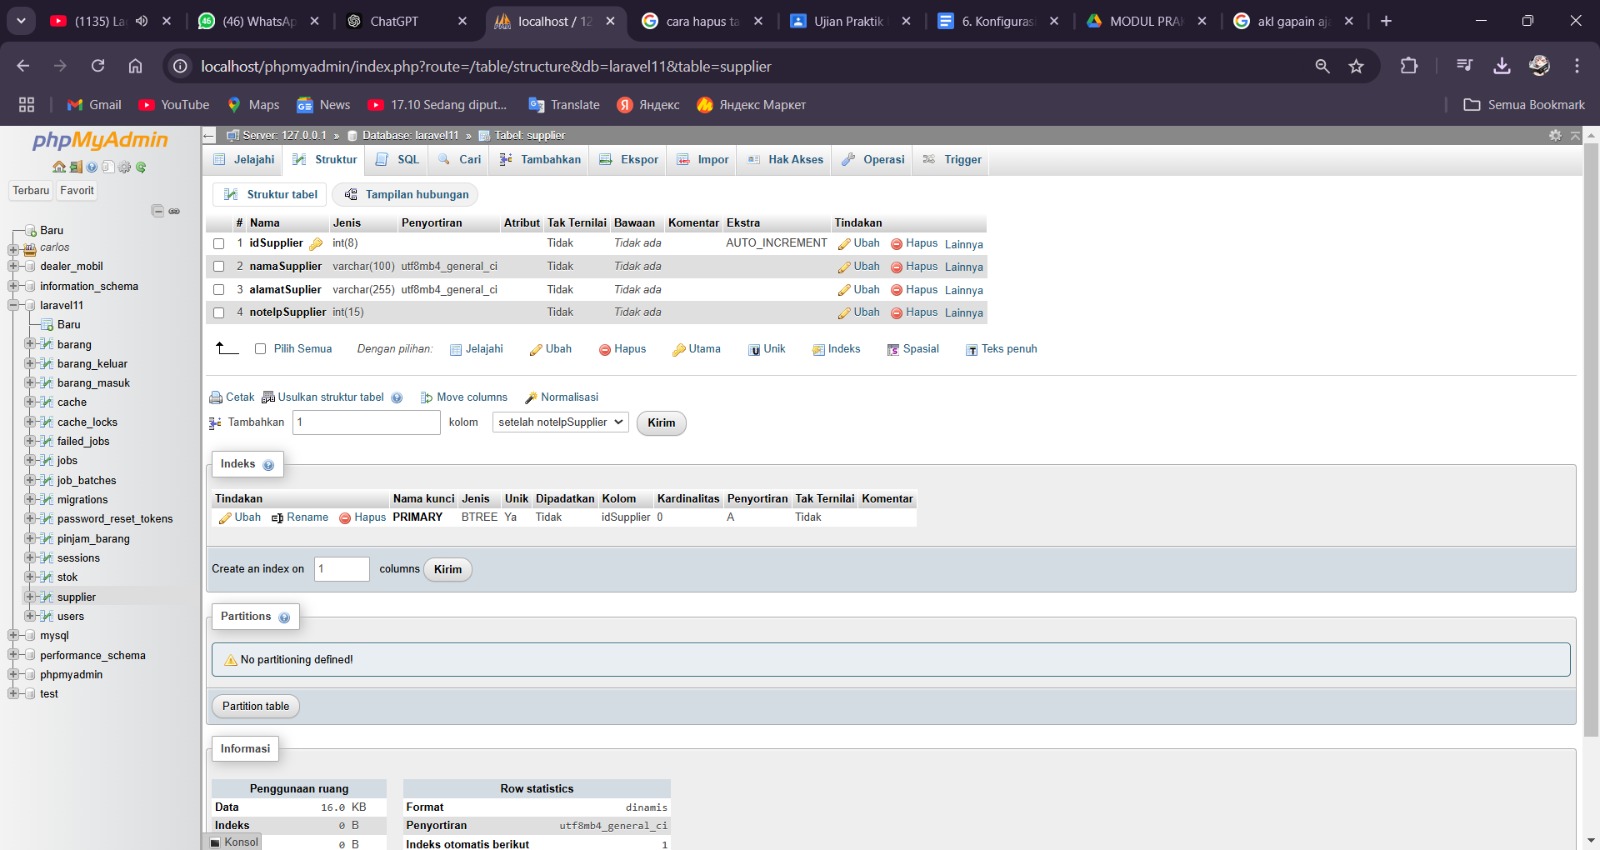 (1135) La
(46) WhatsAp
ChatGPT
localhost / 12
cara hapus ta
Ujian Praktik
6. Konfiguras
MODUL PRA
akl gapain aja
localhost/phpmyadmin/index.php?route=/table/structure&db=laravel11&table=supplier
Gmail
YouTube
Maps
News
17.10 Sedang diput...
Translate
Яндекс
Яндекс Маркет
Semua Bookmark
phpMyAdmin
Terbaru
Favorit
Baru
carlos
dealer_mobil
information_schema
laravel11
Baru
barang
barang_keluar
barang_masuk
cache
cache_locks
failed_jobs
jobs
job_batches
migrations
password_reset_tokens
pinjam_barang
sessions
stok
supplier
users
mysql
performance_schema
phpmyadmin
test
Server: 127.0.0.1 » Database: laravel11 » Tabel: supplier
Jelajahi Struktur SQL Cari Tambahkan Ekspor Impor Hak Akses Operasi Trigger
Struktur tabel Tampilan hubungan
# Nama Jenis Penyortiran Atribut Tak Ternilai Bawaan Komentar Ekstra Tindakan
1 idSupplier int(8) Tidak Tidak ada AUTO_INCREMENT Ubah Hapus Lainnya
2 namaSupplier varchar(100) utf8mb4_general_ci Tidak Tidak ada Ubah Hapus Lainnya
3 alamatSuplier varchar(255) utf8mb4_general_ci Tidak Tidak ada Ubah Hapus Lainnya
4 notelpSupplier int(15) Tidak Tidak ada Ubah Hapus Lainnya
Pilih Semua Dengan pilihan: Jelajahi Ubah Hapus Utama Unik Indeks Spasial Teks penuh
Cetak Usulkan struktur tabel Move columns Normalisasi
Tambahkan 1 kolom setelah notelpSupplier Kirim
Indeks
Tindakan Nama kunci Jenis Unik Dipadatkan Kolom Kardinalitas Penyortiran Tak Ternilai Komentar
Ubah Rename Hapus PRIMARY BTREE Ya Tidak idSupplier 0 A Tidak
Create an index on 1 columns Kirim
Partitions
No partitioning defined!
Partition table
Informasi
Penggunaan ruang
Data 16.0 KB
Indeks 0 B
0 B
Row statistics
Format dinamis
Penyortiran utf8mb4_general_ci
Indeks otomatis berikut 1
Konsol